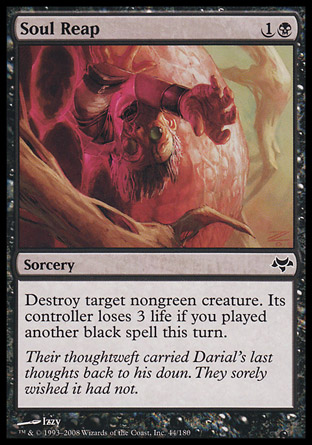 Soul Reap 1
Sorcery
Destroy target nongreen creature. Its
controller loses 3 life if you played
another black spell this turn.
Their thoughtweft carried Darial's last
thoughts back to his doun. They sorely
wished it had not.
Izzy
™ & © 1993–2008 Wizards of the Coast, Inc. 44/180